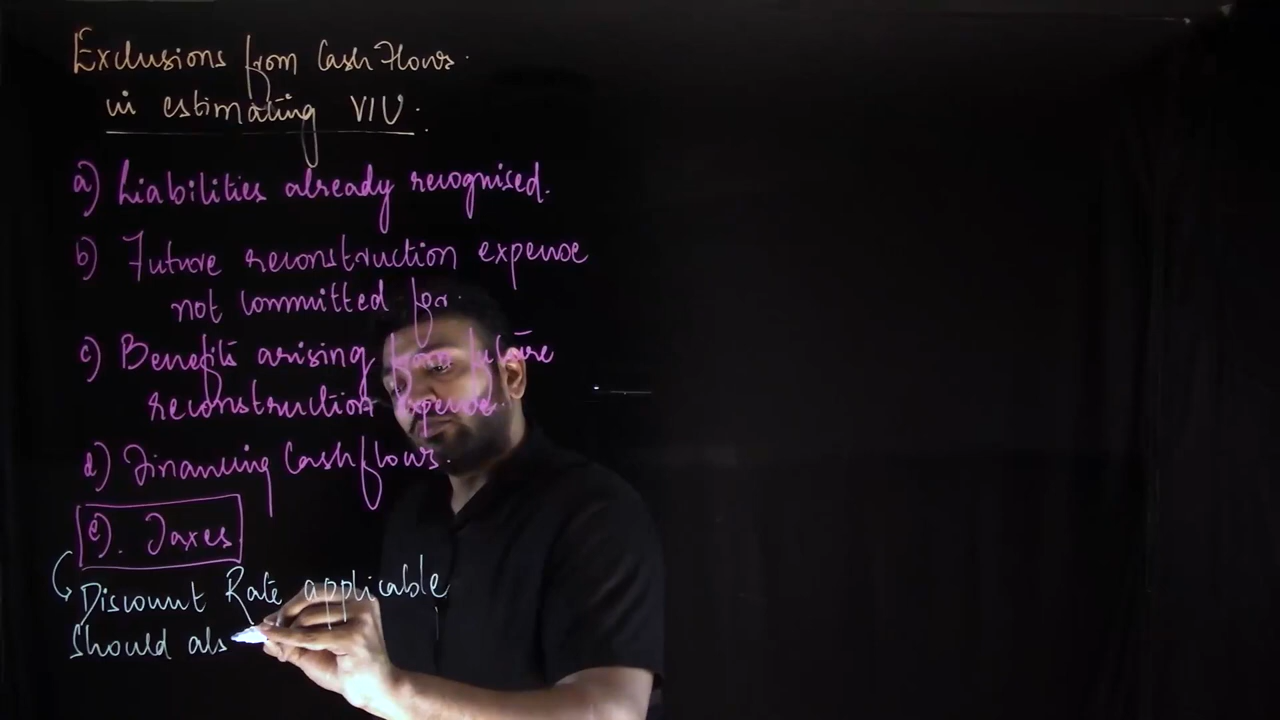 Exclusions from Cash Flows.
in estimating VIU.
a) Liabilities already recognised.
b) Future reconstruction expense
not committed for.
c) Benefits arising from future
reconstruction expense.
d) Financing Cashflows.
e). Taxes
Discount Rate applicable
Should als